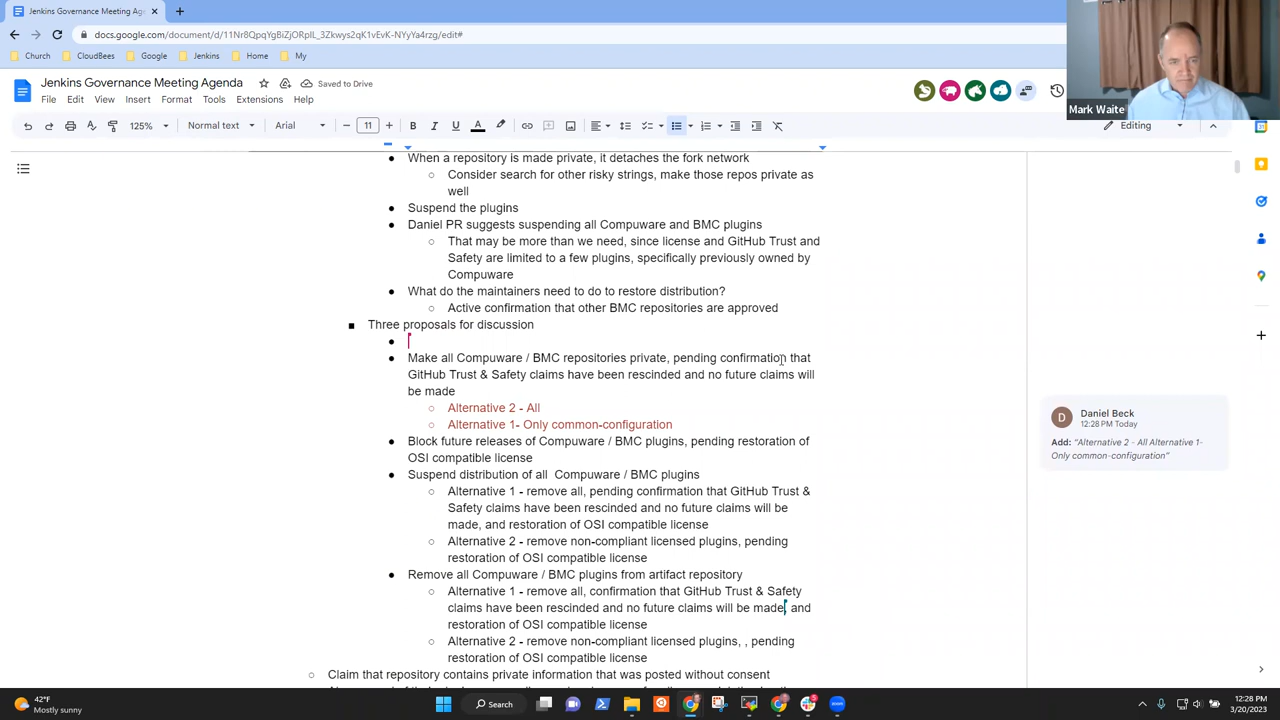 Jenkins Governance Meeting Age
docs.google.com/document/d/11Nr8QpqYgBiZjORpIL_3Zkwys2qK1vEvK-NYyYa4rzg/edit#
Church
CloudBees
Google
Jenkins
Home
My
Jenkins Governance Meeting Agenda
Saved to Drive
File Edit View Insert Format Tools Extensions Help
125%
Normal text
Arial
11
Editing
Mark Waite
● When a repository is made private, it detaches the fork network
○ Consider search for other risky strings, make those repos private as
well
● Suspend the plugins
● Daniel PR suggests suspending all Compuware and BMC plugins
○ That may be more than we need, since license and GitHub Trust and
Safety are limited to a few plugins, specifically previously owned by
Compuware
● What do the maintainers need to do to restore distribution?
○ Active confirmation that other BMC repositories are approved
■ Three proposals for discussion
●
● Make all Compuware / BMC repositories private, pending confirmation that
GitHub Trust & Safety claims have been rescinded and no future claims will
be made
○ Alternative 2 - All
○ Alternative 1- Only common-configuration
● Block future releases of Compuware / BMC plugins, pending restoration of
OSI compatible license
● Suspend distribution of all Compuware / BMC plugins
○ Alternative 1 - remove all, pending confirmation that GitHub Trust &
Safety claims have been rescinded and no future claims will be
made, and restoration of OSI compatible license
○ Alternative 2 - remove non-compliant licensed plugins, pending
restoration of OSI compatible license
● Remove all Compuware / BMC plugins from artifact repository
○ Alternative 1 - remove all, confirmation that GitHub Trust & Safety
claims have been rescinded and no future claims will be made, and
restoration of OSI compatible license
○ Alternative 2 - remove non-compliant licensed plugins, , pending
restoration of OSI compatible license
○ Claim that repository contains private information that was posted without consent
D
Daniel Beck
12:28 PM Today
Add: "Alternative 2 - All Alternative 1-
Only common-configuration"
42°F
Mostly sunny
Search
12:28 PM
3/20/2023